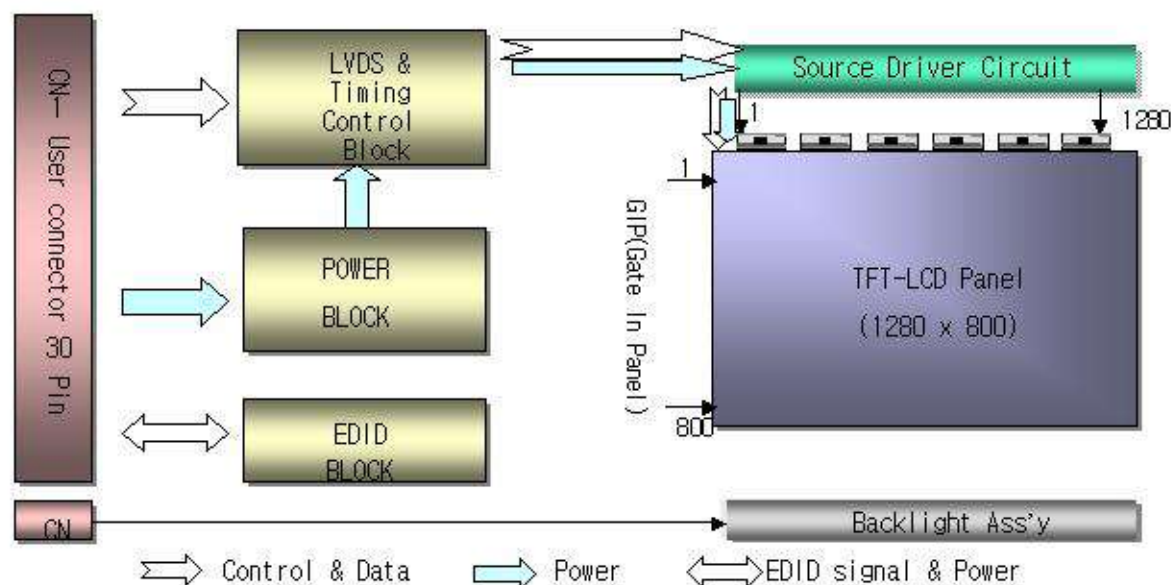 CN- User connector 30 Pin
LVDS &
Timing
Control
Block
POWER
BLOCK
EDID
BLOCK
Source Driver Circuit
1
1280
1
GIP(Gate In Panel)
800
TFT-LCD Panel
(1280 x 800)
CN
Backlight Ass'y
Control & Data
Power
EDID signal & Power